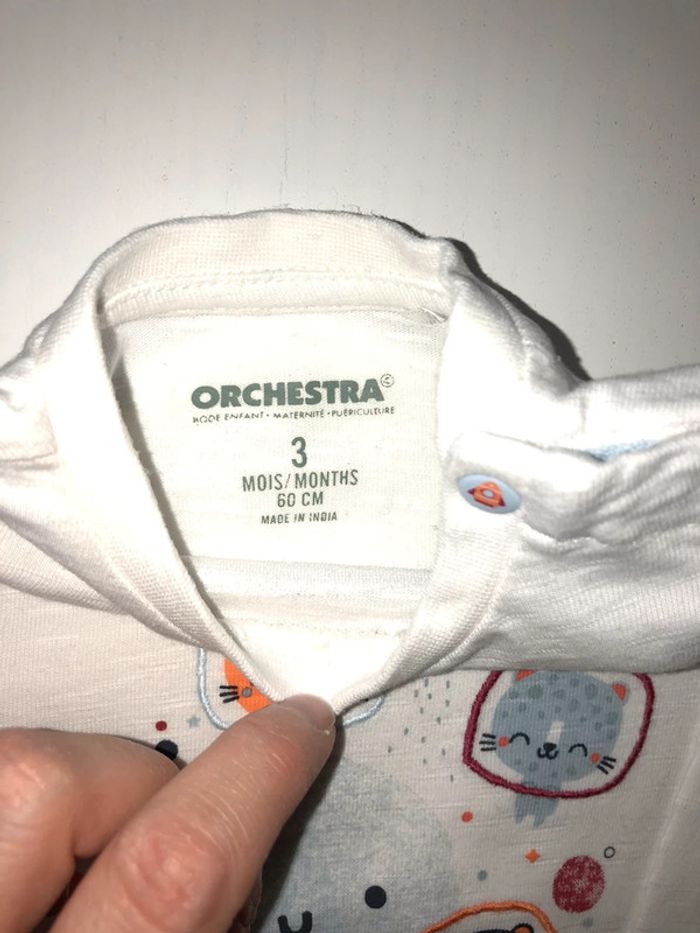 ORCHESTRA®
MODE ENFANT • MATERNITÉ • PUÉRICULTURE
3
MOIS/MONTHS
60 CM
MADE IN INDIA